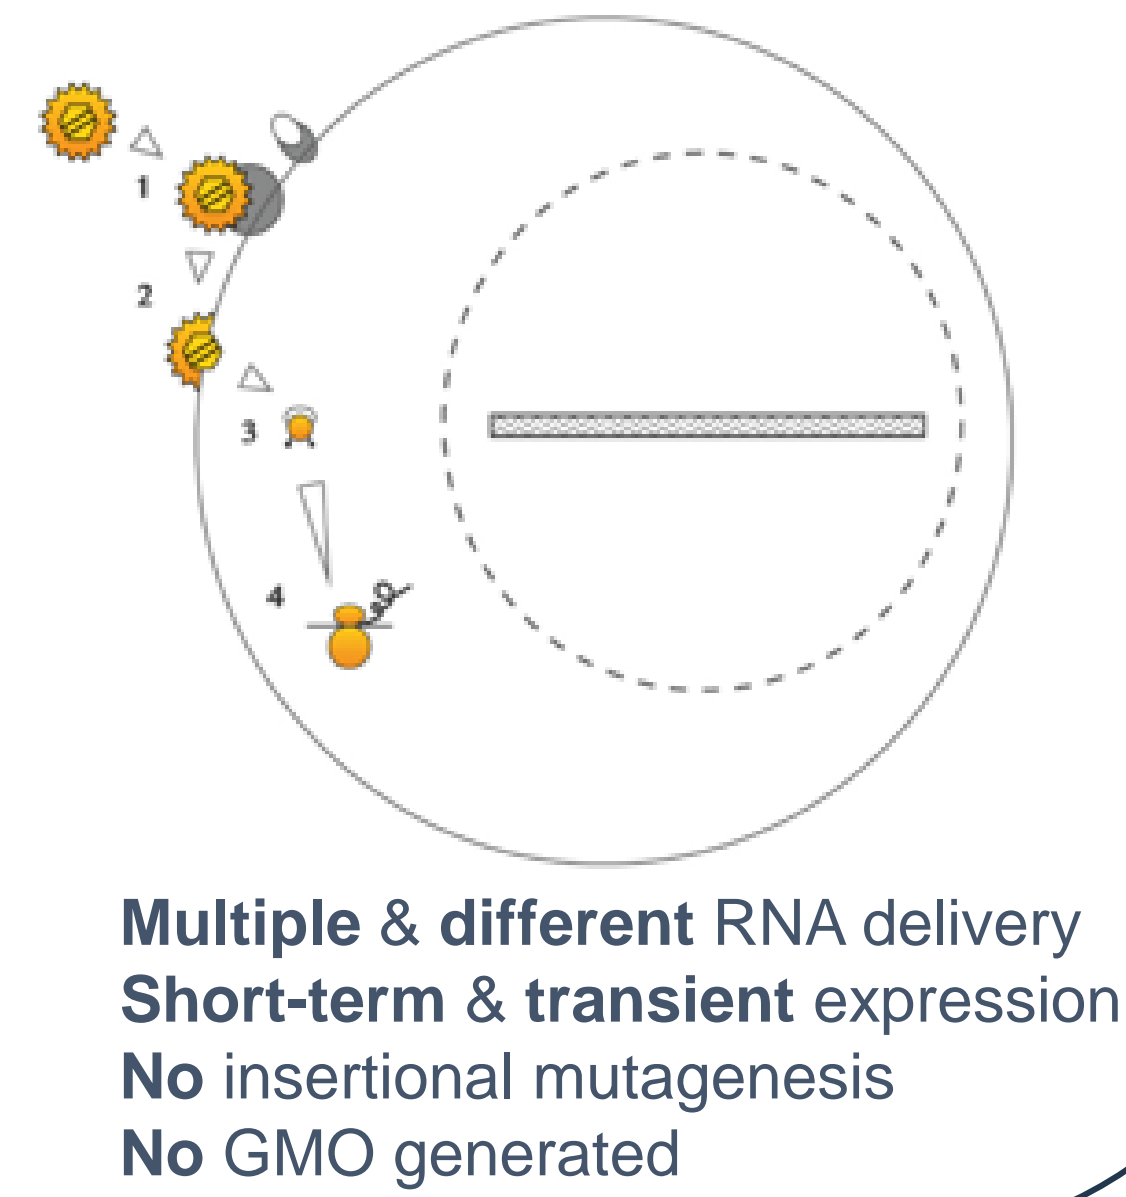 1
2
3
4
Multiple & different RNA delivery
Short-term & transient expression
No insertional mutagenesis
No GMO generated